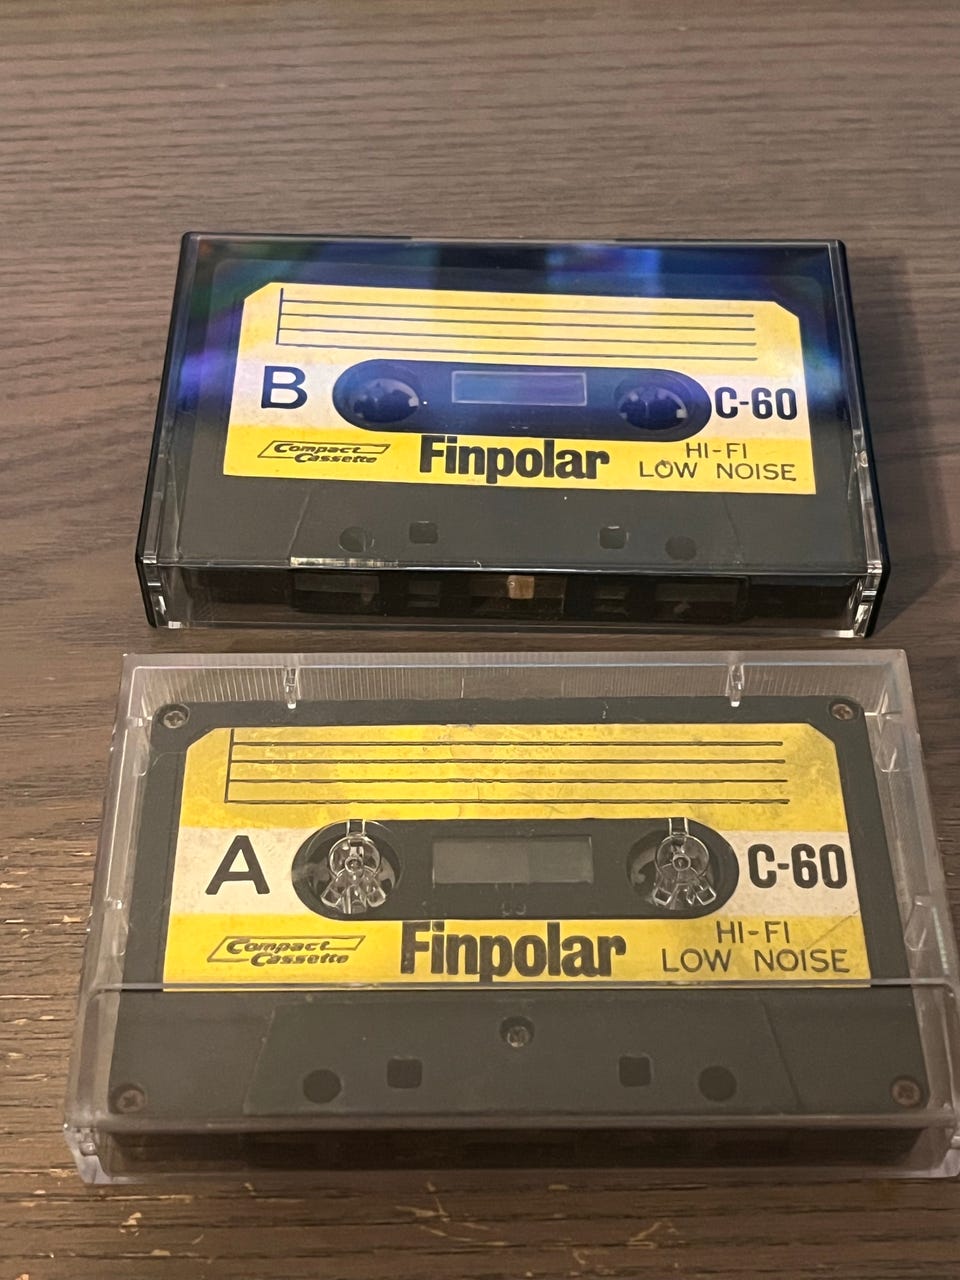 B
C-60
Compact
Cassette
Finpolar
HI-FI
LOW NOISE
A
C-60
Compact
Cassette
Finpolar
HI-FI
LOW NOISE